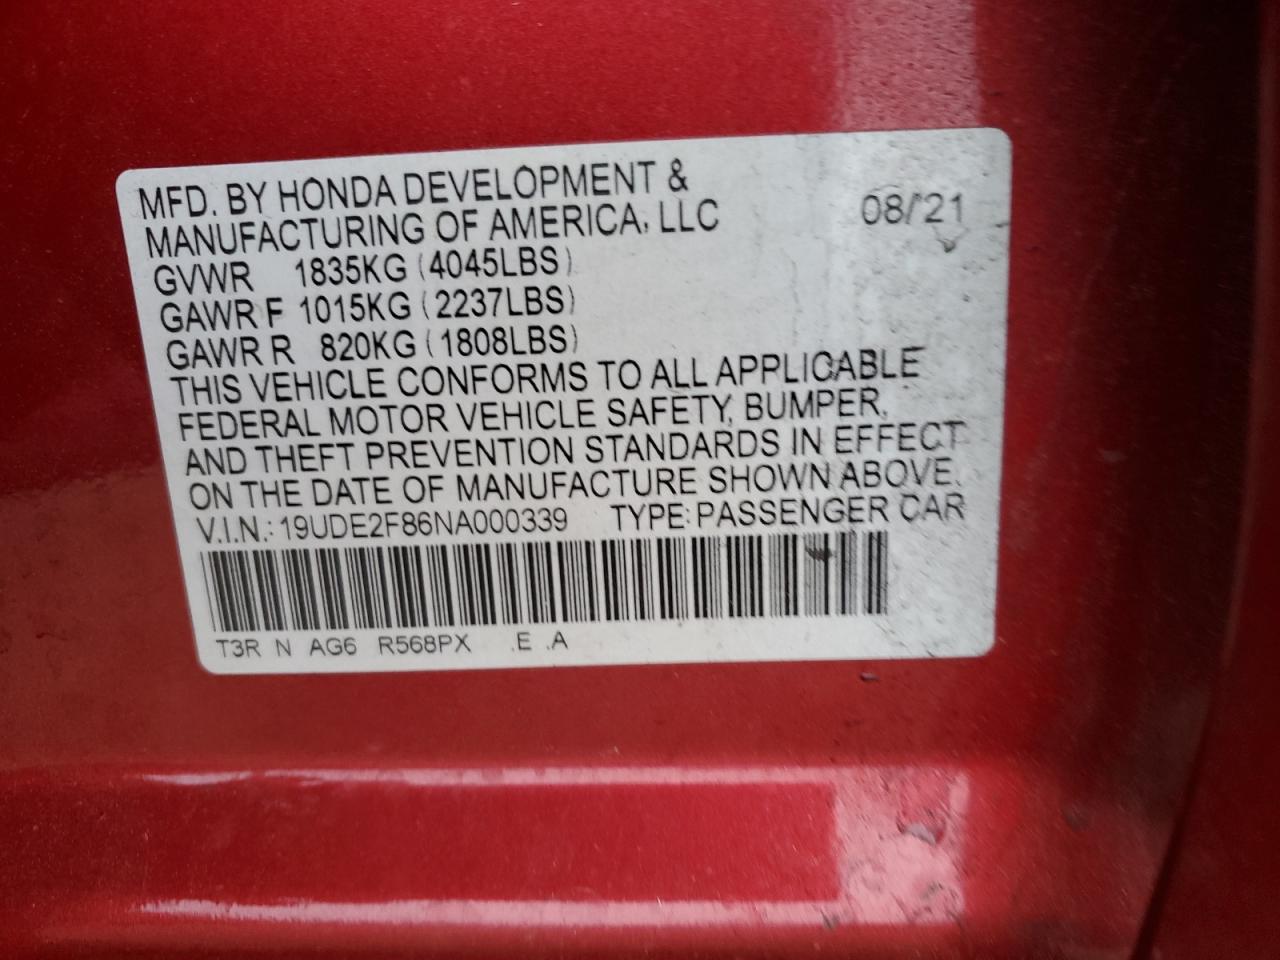 MFD. BY HONDA DEVELOPMENT &
MANUFACTURING OF AMERICA, LLC 08/'21
GVWR 1835KG (4045LBS)
GAWR F 1015KG (2237LBS)
GAWR R 820KG (1808LBS)
THIS VEHICLE CONFORMS TO ALL APPLICABLE
FEDERAL MOTOR VEHICLE SAFETY, BUMPER,
AND THEFT PREVENTION STANDARDS IN EFFECT
ON THE DATE OF MANUFACTURE SHOWN ABOVE.
V.I.N.: 19UDE2F86NA000339 TYPE: PASSENGER CAR
T3R N AG6 R568PX .E .A